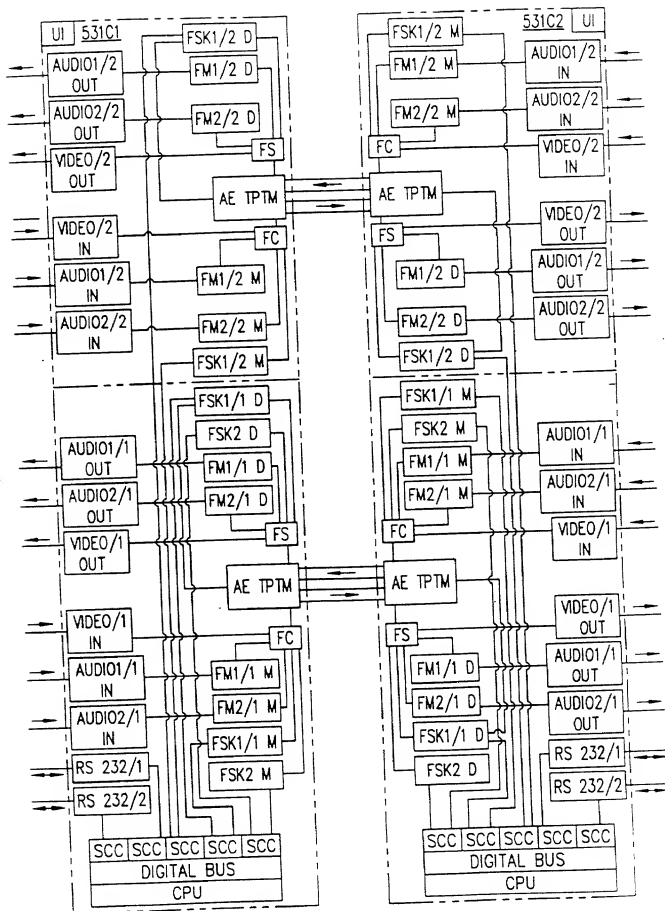 UI 531C1
FSK1/2 D
AUDIO1/2
OUT
FM1/2 D
AUDIO2/2
OUT
FM2/2 D
VIDEO/2
OUT
FS
AE TPTM
VIDEO/2
IN
FC
AUDIO1/2
IN
FM1/2 M
AUDIO2/2
IN
FM2/2 M
FSK1/2 M
FSK1/1 D
FSK2 D
AUDIO1/1
OUT
FM1/1 D
AUDIO2/1
OUT
FM2/1 D
VIDEO/1
OUT
FS
AE TPTM
VIDEO/1
IN
FC
AUDIO1/1
IN
FM1/1 M
AUDIO2/1
IN
FM2/1 M
FSK1/1 M
RS 232/1
FSK2 M
RS 232/2
SCC SCC SCC SCC SCC
DIGITAL BUS
CPU
FSK1/2 M
531C2 UI
FM1/2 M
AUDIO1/2
IN
FM2/2 M
AUDIO2/2
IN
FC
VIDEO/2
IN
AE TPTM
FS
VIDEO/2
OUT
FM1/2 D
AUDIO1/2
OUT
FM2/2 D
AUDIO2/2
OUT
FSK1/2 D
FSK1/1 M
FSK2 M
AUDIO1/1
IN
FM1/1 M
AUDIO2/1
IN
FM2/1 M
FC
VIDEO/1
IN
AE TPTM
FS
VIDEO/1
OUT
FM1/1 D
AUDIO1/1
OUT
FM2/1 D
AUDIO2/1
OUT
FSK1/1 D
RS 232/1
FSK2 D
RS 232/2
SCC SCC SCC SCC SCC
DIGITAL BUS
CPU